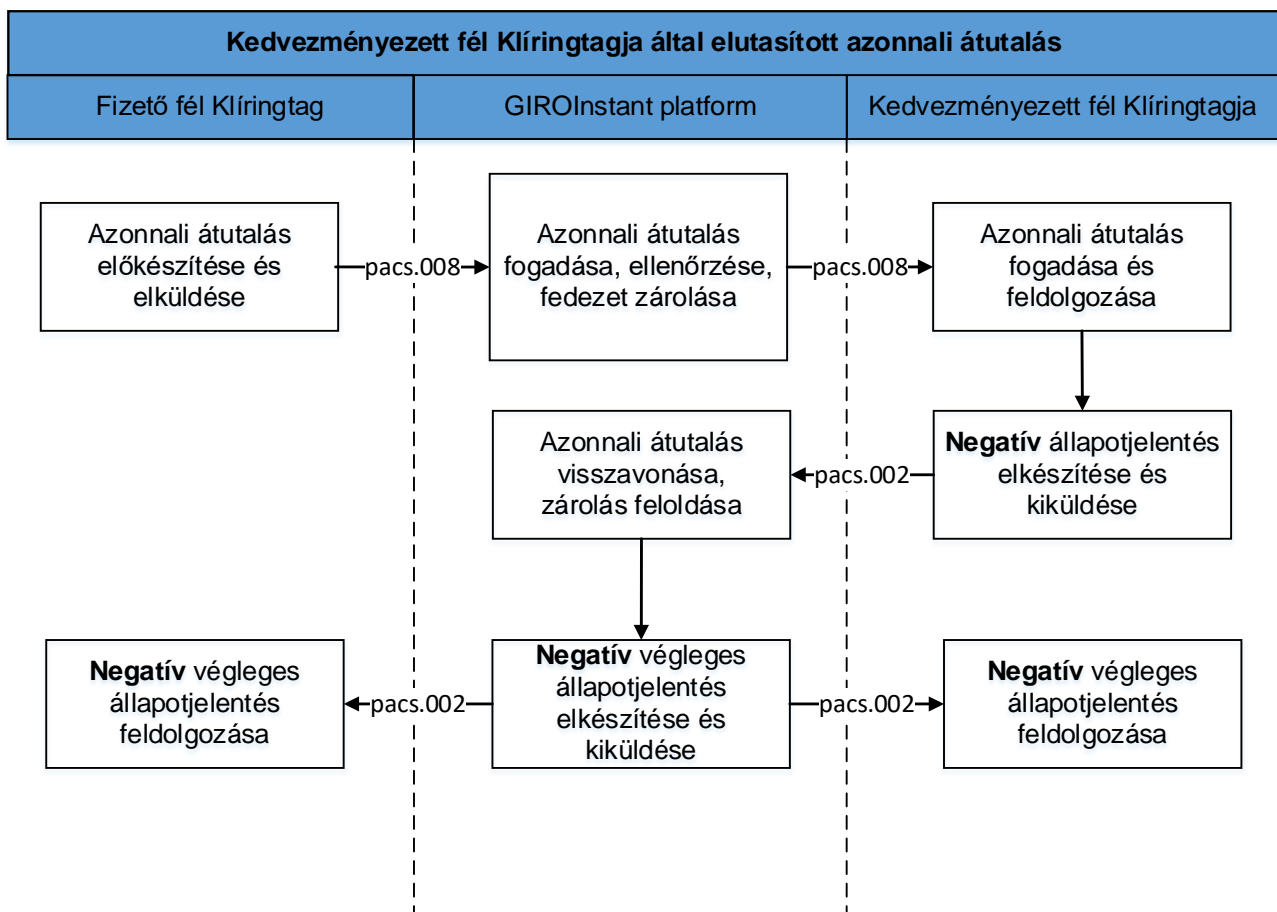 Kedvezményezett fél Klíringtagja által elutasított azonnali átutalás
Fizető fél Klíringtag
GIROInstant platform
Kedvezményezett fél Klíringtagja
Azonnali átutalás
előkészítése és
elküldése
pacs.008
Azonnali átutalás
fogadása, ellenőrzése,
fedezet zárolása
pacs.008
Azonnali átutalás
fogadása és
feldolgozása
Azonnali átutalás
visszavonása,
zárolás feloldása
pacs.002
Negatív állapotjelentés
elkészítése és
kiküldése
Negatív végleges
állapotjelentés
feldolgozása
pacs.002
Negatív végleges
állapotjelentés
elkészítése és
kiküldése
pacs.002
Negatív végleges
állapotjelentés
feldolgozása